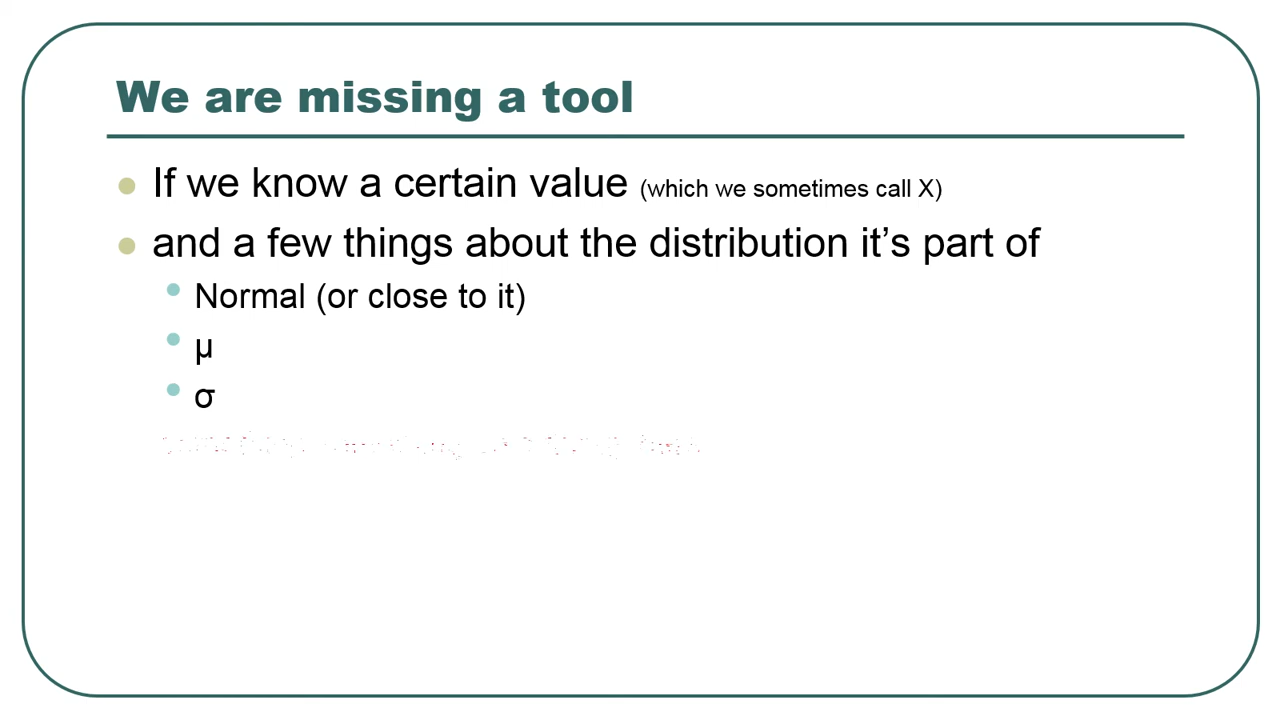 We are missing a tool
If we know a certain value (which we sometimes call X)
and a few things about the distribution it’s part of
Normal (or close to it)
μ
σ